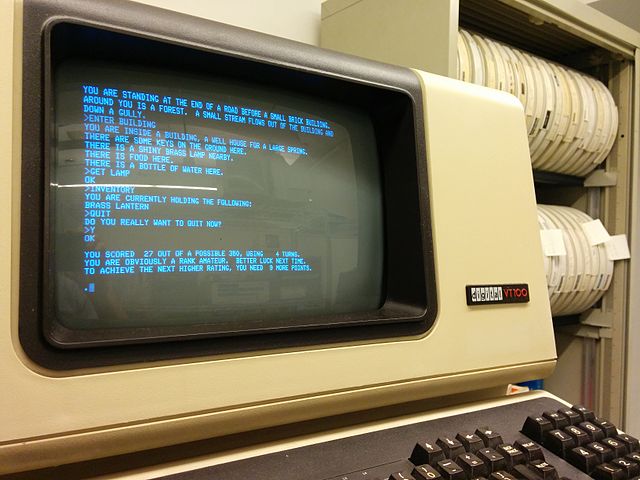 YOU ARE STANDING AT THE END OF A ROAD BEFORE A SMALL BRICK BUILDING.
AROUND YOU IS A FOREST.  A SMALL STREAM FLOWS OUT OF THE BUILDING AND
DOWN A GULLY.
>ENTER BUILDING
YOU ARE INSIDE A BUILDING, A WELL HOUSE FOR A LARGE SPRING.
THERE ARE SOME KEYS ON THE GROUND HERE.
THERE IS A SHINY BRASS LAMP NEARBY.
THERE IS FOOD HERE.
THERE IS A BOTTLE OF WATER HERE.
>GET LAMP
OK
>INVENTORY
YOU ARE CURRENTLY HOLDING THE FOLLOWING:
BRASS LANTERN
>QUIT
DO YOU REALLY WANT TO QUIT NOW?
>Y
OK
YOU SCORED  27 OUT OF A POSSIBLE 350, USING   4 TURNS.
YOU ARE OBVIOUSLY A RANK AMATEUR.  BETTER LUCK NEXT TIME.
TO ACHIEVE THE NEXT HIGHER RATING, YOU NEED  9 MORE POINTS.
.
digital VT100